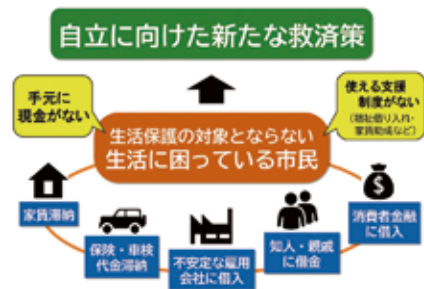 自立に向けた新たな救済策
手元に
現金がない
使える支援
制度がない
(福祉借り入れ・
家賃助成など)
生活保護の対象とならない
生活に困っている市民
家賃滞納
保険・車検
代金滞納
不安定な雇用
会社に借入
知人・親戚
に借金
消費者金融
に借入
$